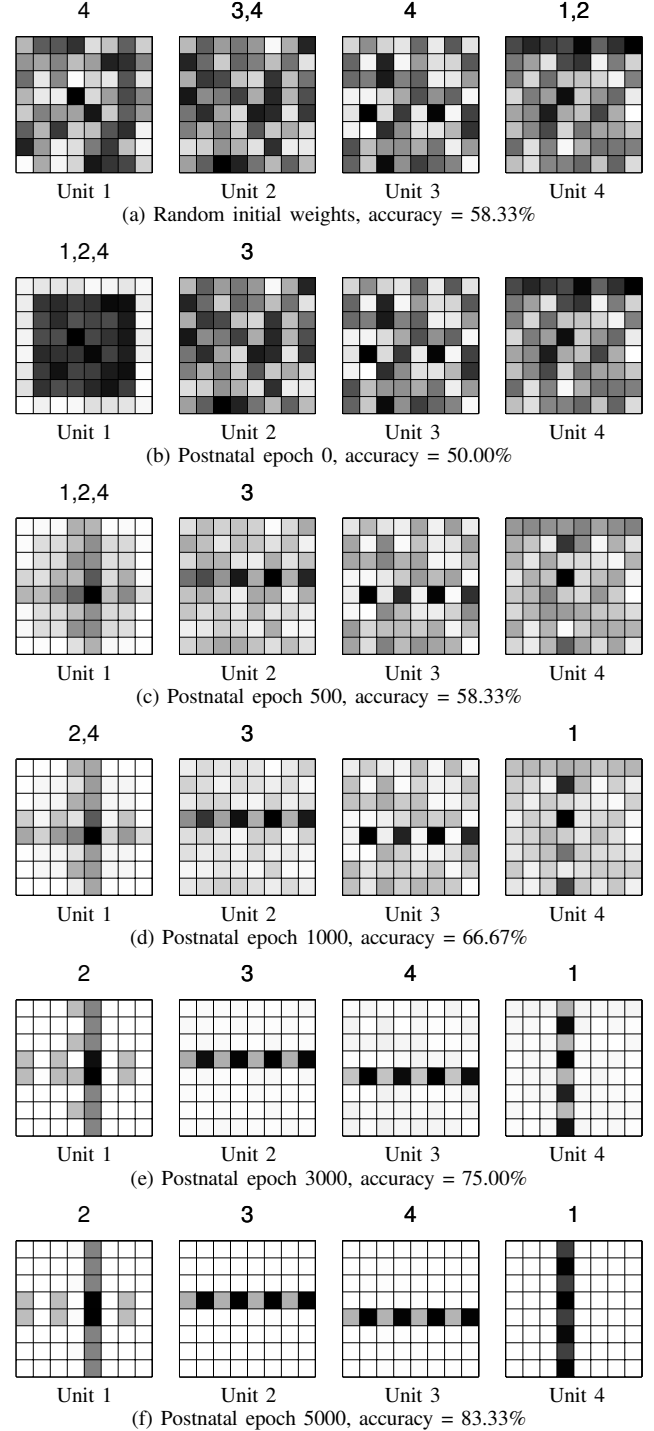 4 3,4 4 1,2
Unit 1 Unit 2 Unit 3 Unit 4
(a) Random initial weights, accuracy = 58.33%
1,2,4 3
Unit 1 Unit 2 Unit 3 Unit 4
(b) Postnatal epoch 0, accuracy = 50.00%
1,2,4 3
Unit 1 Unit 2 Unit 3 Unit 4
(c) Postnatal epoch 500, accuracy = 58.33%
2,4 3 1
Unit 1 Unit 2 Unit 3 Unit 4
(d) Postnatal epoch 1000, accuracy = 66.67%
2 3 4 1
Unit 1 Unit 2 Unit 3 Unit 4
(e) Postnatal epoch 3000, accuracy = 75.00%
2 3 4 1
Unit 1 Unit 2 Unit 3 Unit 4
(f) Postnatal epoch 5000, accuracy = 83.33%